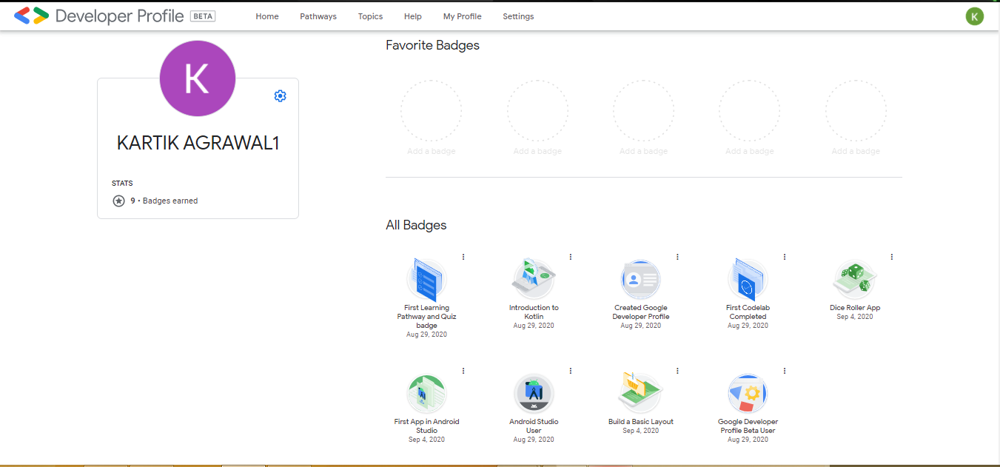 Developer Profile BETA Home Pathways Topics Help My Profile Settings K
K
KARTIK AGRAWAL1
STATS
9 • Badges earned
Favorite Badges
Add a badge Add a badge Add a badge Add a badge Add a badge
All Badges
First Learning
Pathway and Quiz
badge
Aug 29, 2020
Introduction to
Kotlin
Aug 29, 2020
Created Google
Developer Profile
Aug 29, 2020
First Codelab
Completed
Aug 29, 2020
Dice Roller App
Sep 4, 2020
First App in Android
Studio
Sep 4, 2020
Android Studio
User
Aug 29, 2020
Build a Basic Layout
Sep 4, 2020
Google Developer
Profile Beta User
Aug 29, 2020